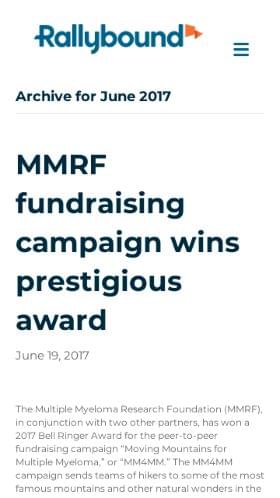 Rallybound
Archive for June 2017
MMRF
fundraising
campaign wins
prestigious
award
June 19, 2017
The Multiple Myeloma Research Foundation (MMRF),
in conjunction with two other partners, has won a
2017 Bell Ringer Award for the peer-to-peer
fundraising campaign “Moving Mountains for
Multiple Myeloma,” or “MM4MM.” The MM4MM
campaign sends teams of hikers to some of the most
famous mountains and other natural wonders in the